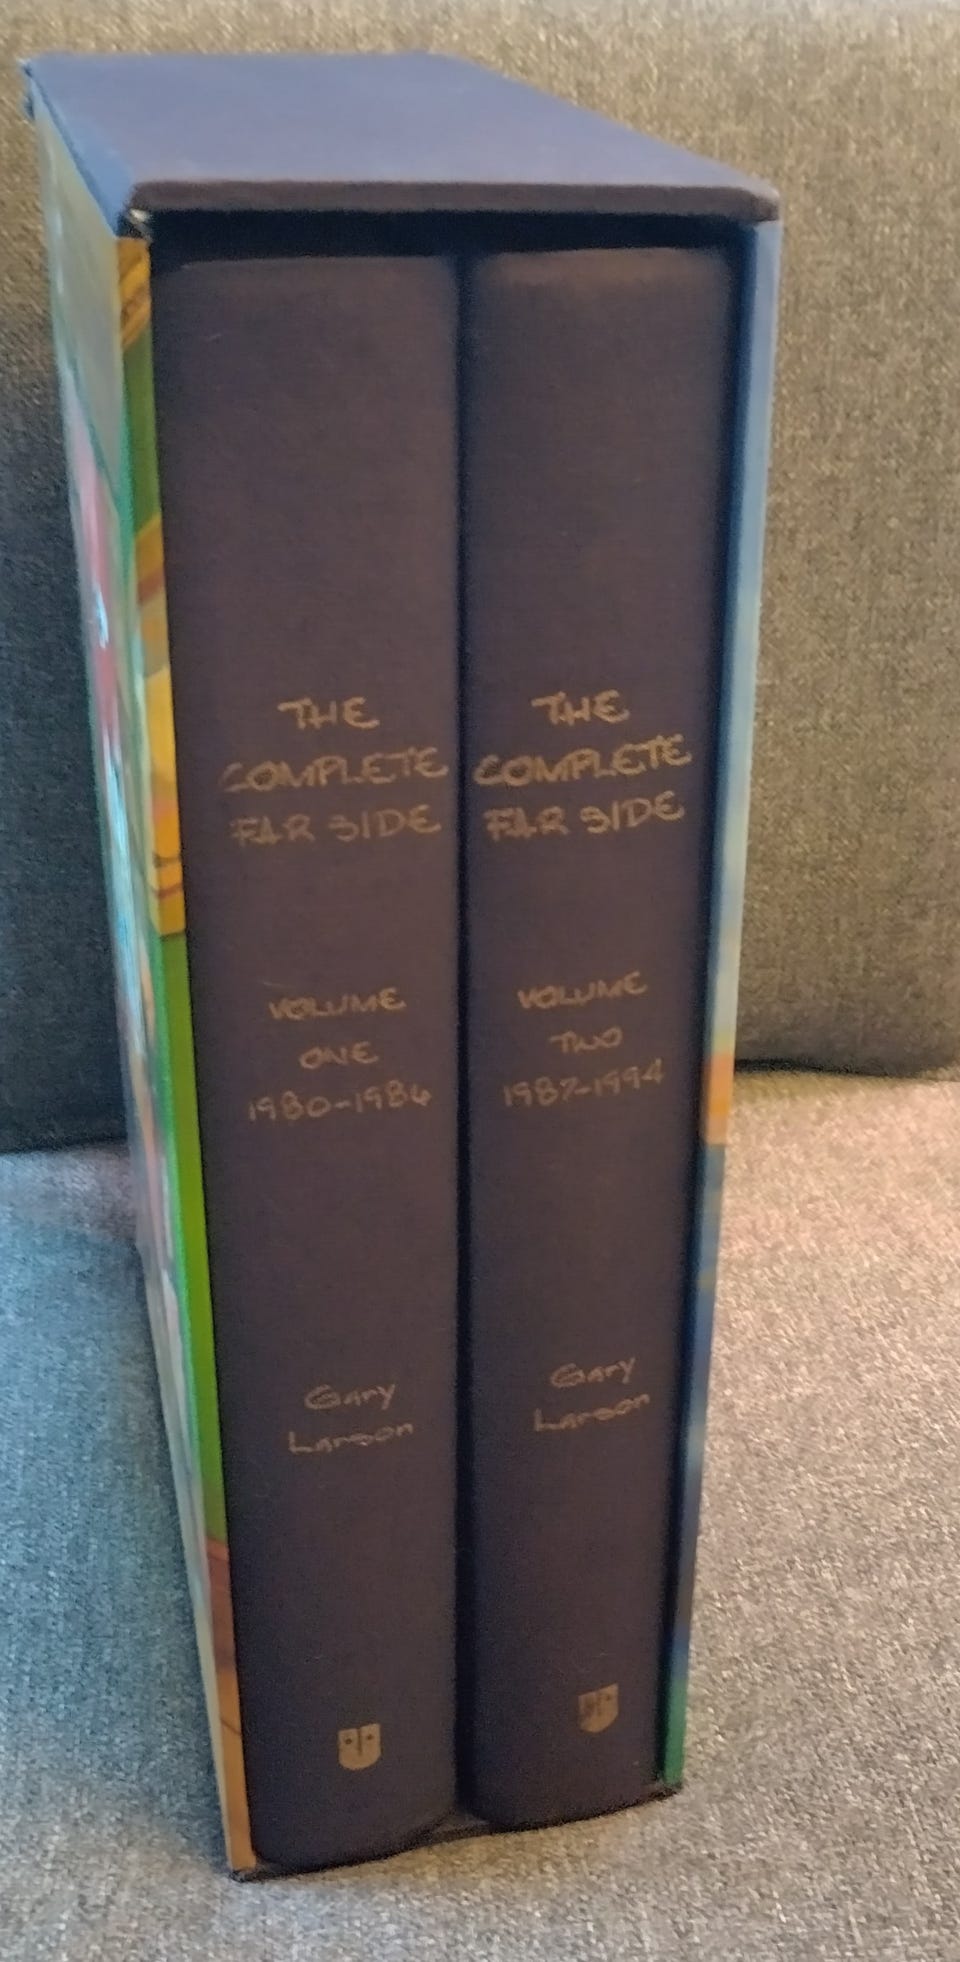 THE
COMPLETE
FAR SIDE
VOLUME
ONE
1980-1986
Gary
Larson
THE
COMPLETE
FAR SIDE
VOLUME
TWO
1987-1994
Gary
Larson